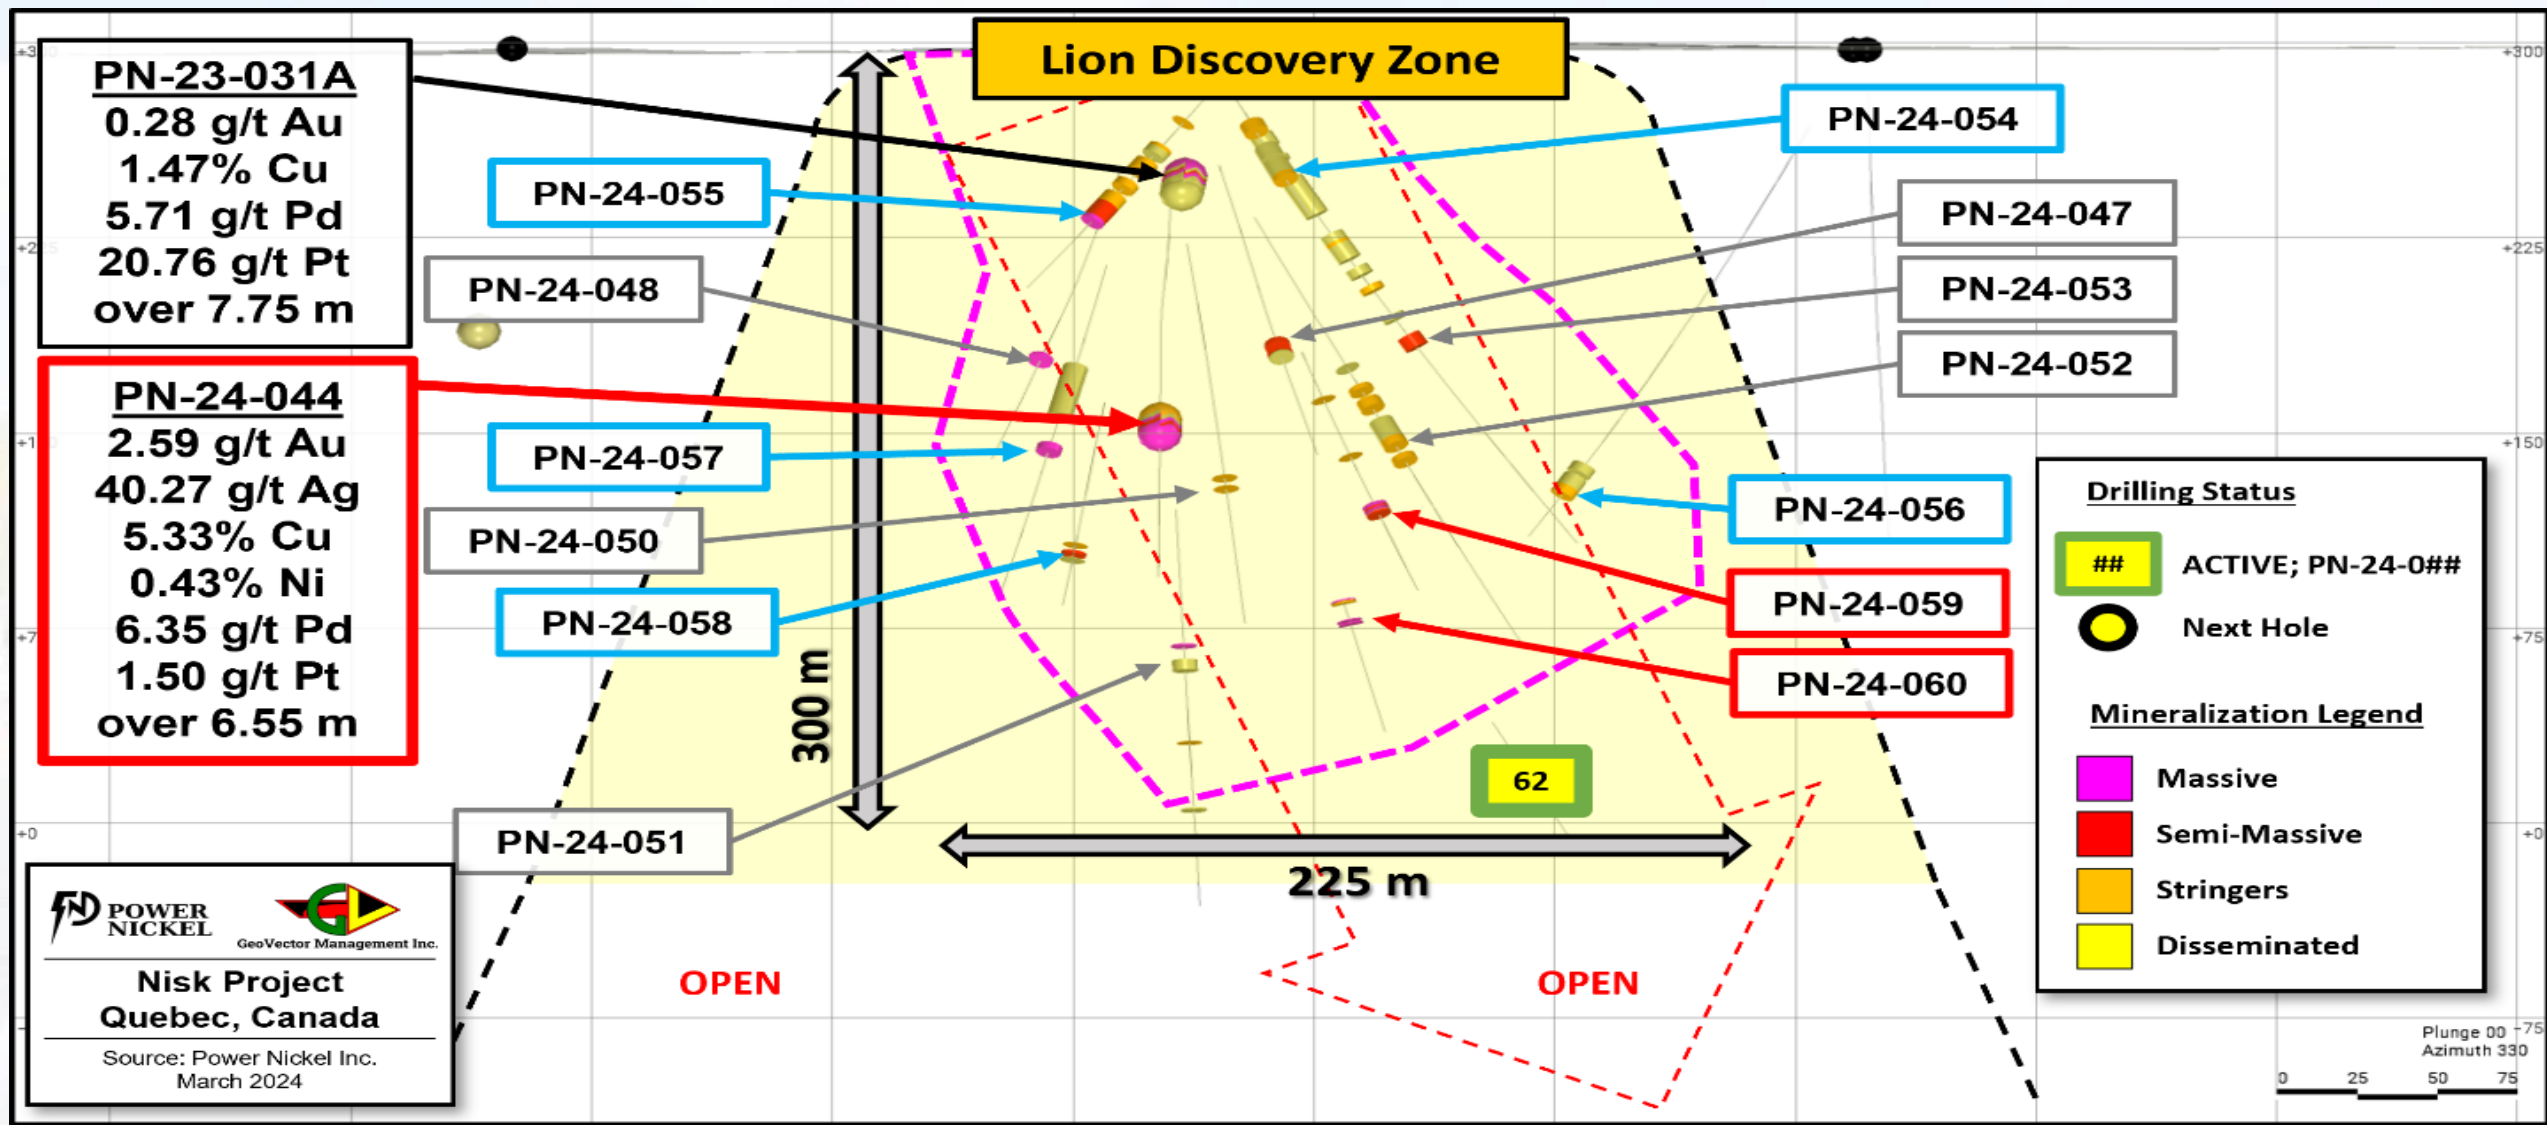 Lion Discovery Zone
PN-23-031A
0.28 g/t Au
1.47% Cu
5.71 g/t Pd
20.76 g/t Pt
over 7.75 m
PN-24-044
2.59 g/t Au
40.27 g/t Ag
5.33% Cu
0.43% Ni
6.35 g/t Pd
1.50 g/t Pt
over 6.55 m
PN-24-055
PN-24-048
PN-24-057
PN-24-050
PN-24-058
PN-24-051
PN-24-054
PN-24-047
PN-24-053
PN-24-052
PN-24-056
PN-24-059
PN-24-060
300 m
225 m
62
OPEN
OPEN
+0
+300
+225
+150
+75
+0
-75
Drilling Status
## ACTIVE; PN-24-0##
Next Hole
Mineralization Legend
Massive
Semi-Massive
Stringers
Disseminated
POWER
NICKEL
GeoVector Management Inc.
Nisk Project
Quebec, Canada
Source: Power Nickel Inc.
March 2024
Plunge 00
Azimuth 330
0 25 50 75